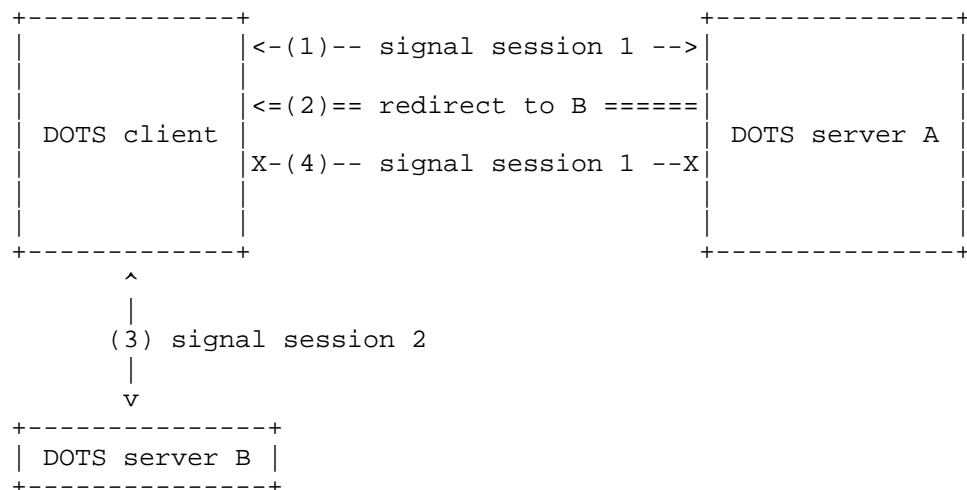 <-(1)-- signal session 1 -->
<=(2)== redirect to B ======
DOTS client
DOTS server A
X-(4)-- signal session 1 --X
(3) signal session 2
DOTS server B